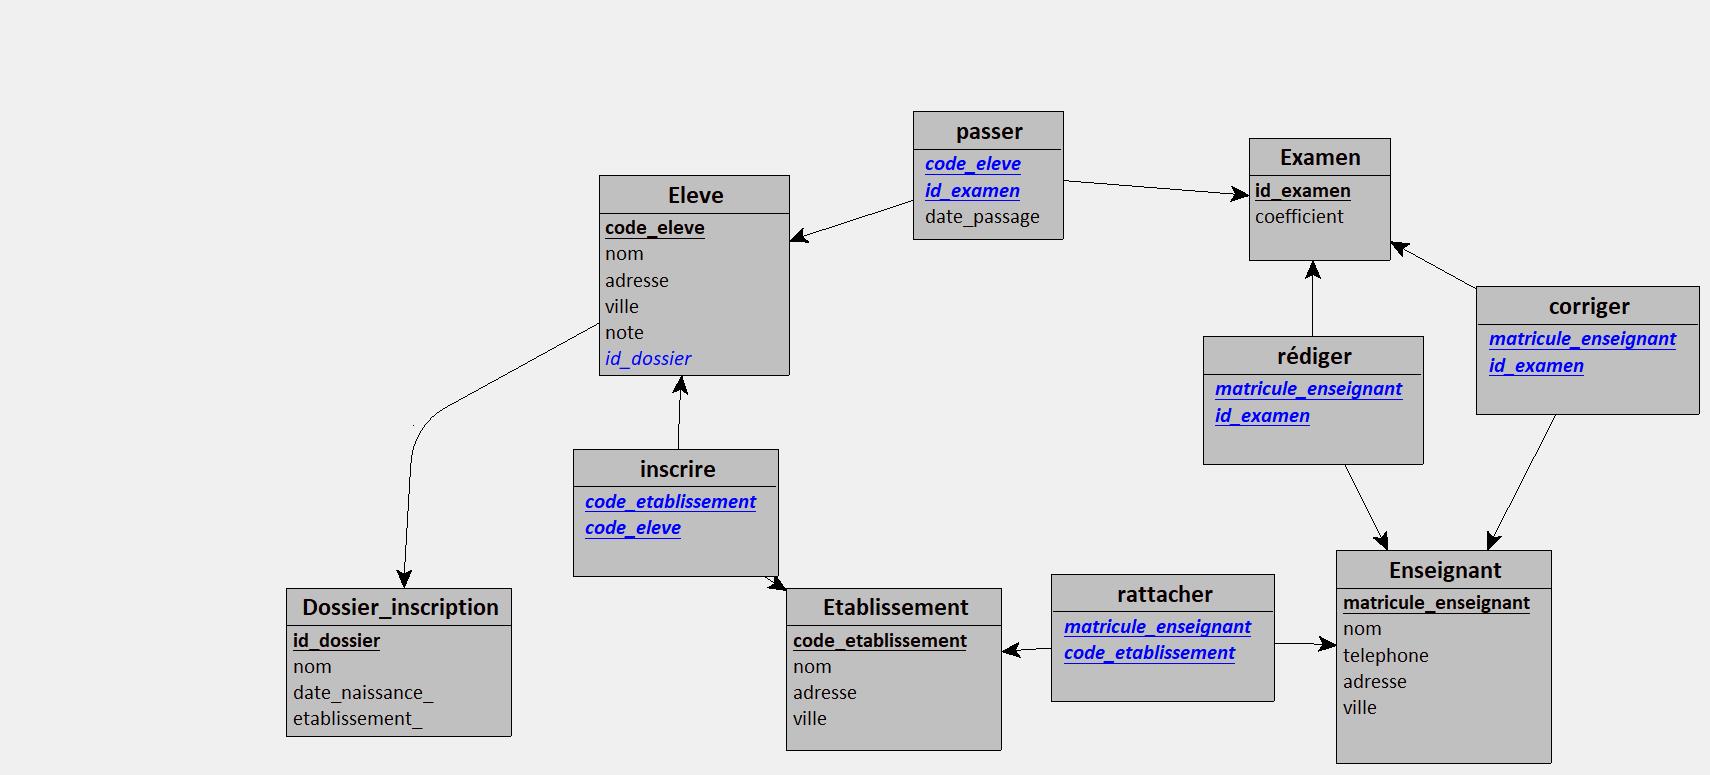 passer
code_eleve
id_examen
date_passage
Examen
id_examen
coefficient
Eleve
code_eleve
nom
adresse
ville
note
id_dossier
corriger
matricule_enseignant
id_examen
rédiger
matricule_enseignant
id_examen
inscrire
code_etablissement
code_eleve
Dossier_inscription
id_dossier
nom
date_naissance_
etablissement_
Etablissement
code_etablissement
nom
adresse
ville
rattacher
matricule_enseignant
code_etablissement
Enseignant
matricule_enseignant
nom
telephone
adresse
ville